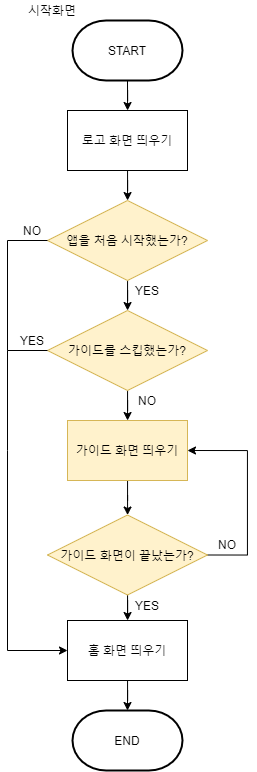 시작화면
START
로고 화면 띄우기
앱을 처음 시작했는가?
NO
YES
가이드를 스킵했는가?
YES
NO
가이드 화면 띄우기
가이드 화면이 끝났는가?
NO
YES
홈 화면 띄우기
END